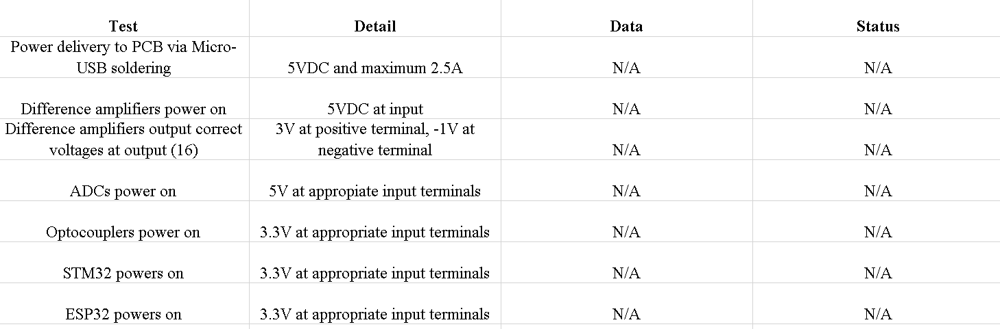 Test Detail Data Status
Power delivery to PCB via Micro-
USB soldering 5VDC and maximum 2.5A N/A N/A
Difference amplifiers power on 5VDC at input N/A N/A
Difference amplifiers output correct 3V at positive terminal, -1V at
voltages at output (16) negative terminal N/A N/A
ADCs power on 5V at appropiate input terminals N/A N/A
Optocouplers power on 3.3V at appropriate input terminals N/A N/A
STM32 powers on 3.3V at appropriate input terminals N/A N/A
ESP32 powers on 3.3V at appropriate input terminals N/A N/A